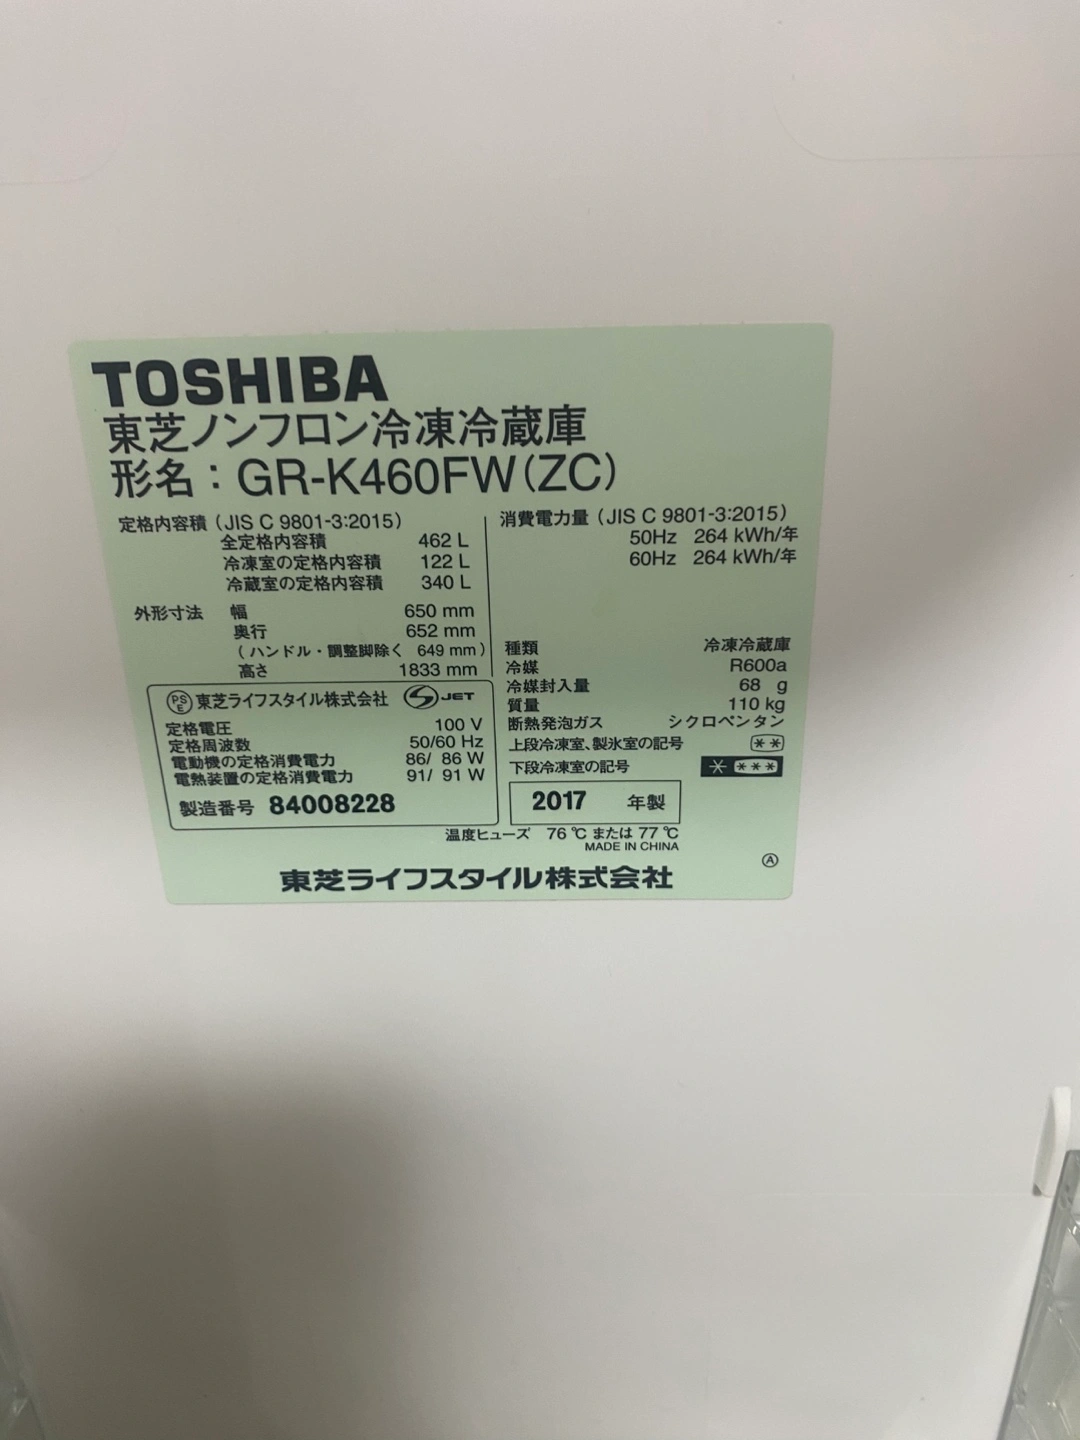 TOSHIBA
東芝ノンフロン冷凍冷蔵庫
形名：GR-K460FW(ZC)
定格内容積（JIS C 9801-3:2015）
全定格内容積 462 L
冷凍室の定格内容積 122 L
冷蔵室の定格内容積 340 L
外形寸法 幅 650 mm
奥行 652 mm
（ハンドル・調整脚除く 649 mm）
高さ 1833 mm
PSE 東芝ライフスタイル株式会社 JET
定格電圧 100 V
定格周波数 50/60 Hz
電動機の定格消費電力 86/ 86 W
電熱装置の定格消費電力 91/ 91 W
製造番号 84008228
消費電力量（JIS C 9801-3:2015）
50Hz 264 kWh/年
60Hz 264 kWh/年
種類 冷凍冷蔵庫
冷媒 R600a
冷媒封入量 68 g
質量 110 kg
断熱発泡ガス シクロペンタン
上段冷凍室、製氷室の記号 **
下段冷凍室の記号 * ***
2017 年製
温度ヒューズ 76 ℃ または 77 ℃
MADE IN CHINA
Ⓐ
東芝ライフスタイル株式会社